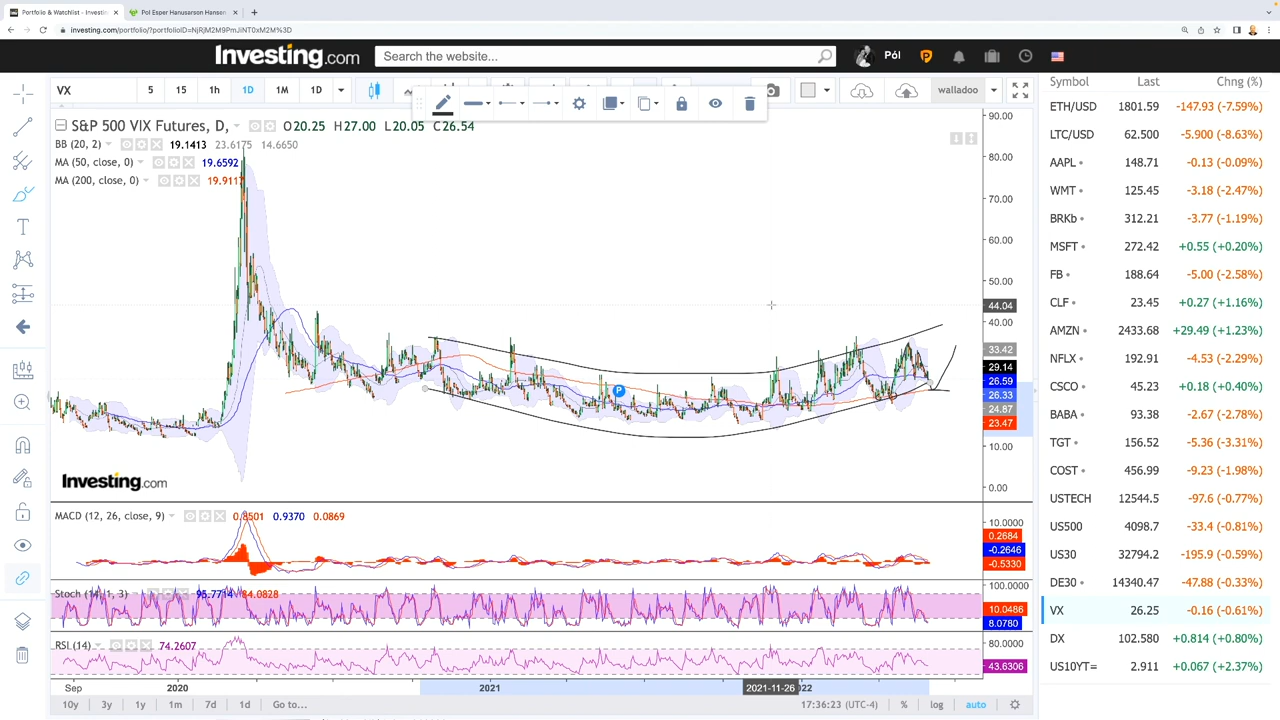 Portfolio & Watchlist - Investin
Pol Esper Hanusarson Hansen
investing.com/portfolio/?portfolioID=NjRjM2M9PmJiNT0xM2M%3D
Investing.com
Search the website...
Pól
VX 5 15 1h 1D 1M 1D
walladoo
S&P 500 VIX Futures, D, O20.25 H27.00 L20.05 C26.54
BB (20, 2) 19.1413 23.6175 14.6650
MA (50, close, 0) 19.6592
MA (200, close, 0) 19.9117
90.00
80.00
70.00
60.00
50.00
44.04
40.00
33.42
29.14
26.59
26.33
24.87
23.47
10.00
0.00
P
Investing.com
MACD (12, 26, close, 9) 0.8501 0.9370 0.0869
10.0000
0.2684
-0.2646
-0.5330
Stoch (14, 1, 3) 95.7714 84.0828
100.0000
10.0486
8.0780
RSI (14) 74.2607
80.0000
43.6306
Sep 2020 2021 2021-11-26 2022
10y 3y 1y 1m 7d 1d Go to... 17:36:23 (UTC-4) % log auto
Symbol Last Chng (%)
ETH/USD 1801.59 -147.93 (-7.59%)
LTC/USD 62.500 -5.900 (-8.63%)
AAPL 148.71 -0.13 (-0.09%)
WMT 125.45 -3.18 (-2.47%)
BRKb 312.21 -3.77 (-1.19%)
MSFT 272.42 +0.55 (+0.20%)
FB 188.64 -5.00 (-2.58%)
CLF 23.45 +0.27 (+1.16%)
AMZN 2433.68 +29.49 (+1.23%)
NFLX 192.91 -4.53 (-2.29%)
CSCO 45.23 +0.18 (+0.40%)
BABA 93.38 -2.67 (-2.78%)
TGT 156.52 -5.36 (-3.31%)
COST 456.99 -9.23 (-1.98%)
USTECH 12544.5 -97.6 (-0.77%)
US500 4098.7 -33.4 (-0.81%)
US30 32794.2 -195.9 (-0.59%)
DE30 14340.47 -47.88 (-0.33%)
VX 26.25 -0.16 (-0.61%)
DX 102.580 +0.814 (+0.80%)
US10YT= 2.911 +0.067 (+2.37%)